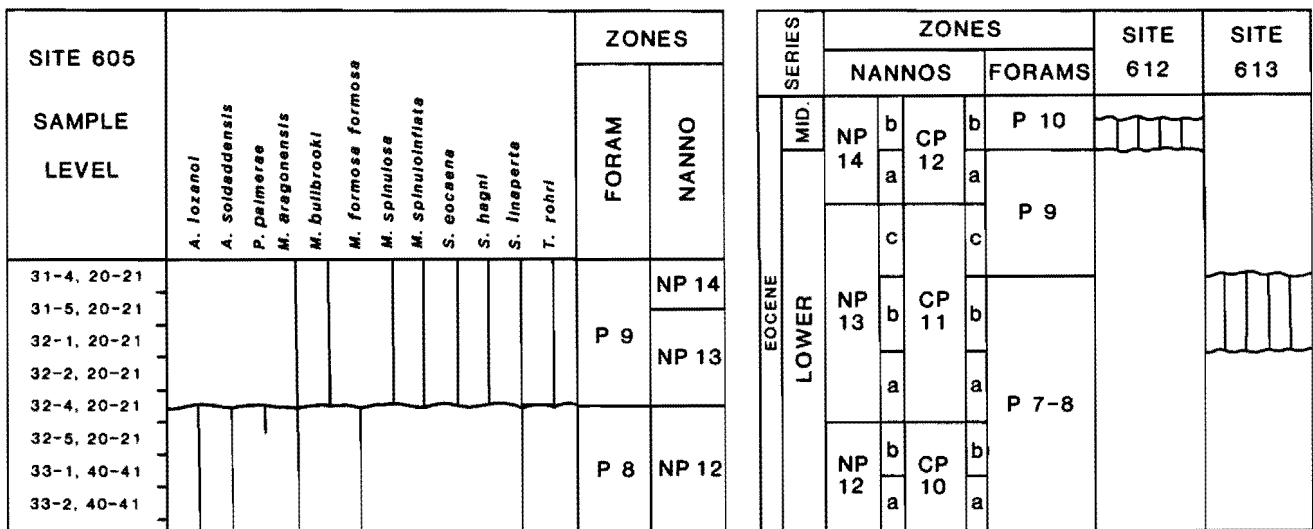 SITE 605
SAMPLE
LEVEL
A. lozanoi
A. soldaddensis
P. palmerae
M. aragonensis
M. bullbrooki
M. formosa formosa
M. spinulosa
M. spinuloinflata
S. eocaena
S. hagni
S. linaperta
T. rohri
ZONES
FORAM
NANNO
31-4, 20-21
31-5, 20-21
32-1, 20-21
32-2, 20-21
32-4, 20-21
32-5, 20-21
33-1, 40-41
33-2, 40-41
P 9
P 8
NP 14
NP 13
NP 12
SERIES
ZONES
NANNOS
FORAMS
SITE
612
SITE
613
EOCENE
MID.
LOWER
NP
14
b
a
CP
12
b
a
P 10
P 9
NP
13
c
b
a
CP
11
c
b
a
P 7-8
NP
12
b
a
CP
10
b
a